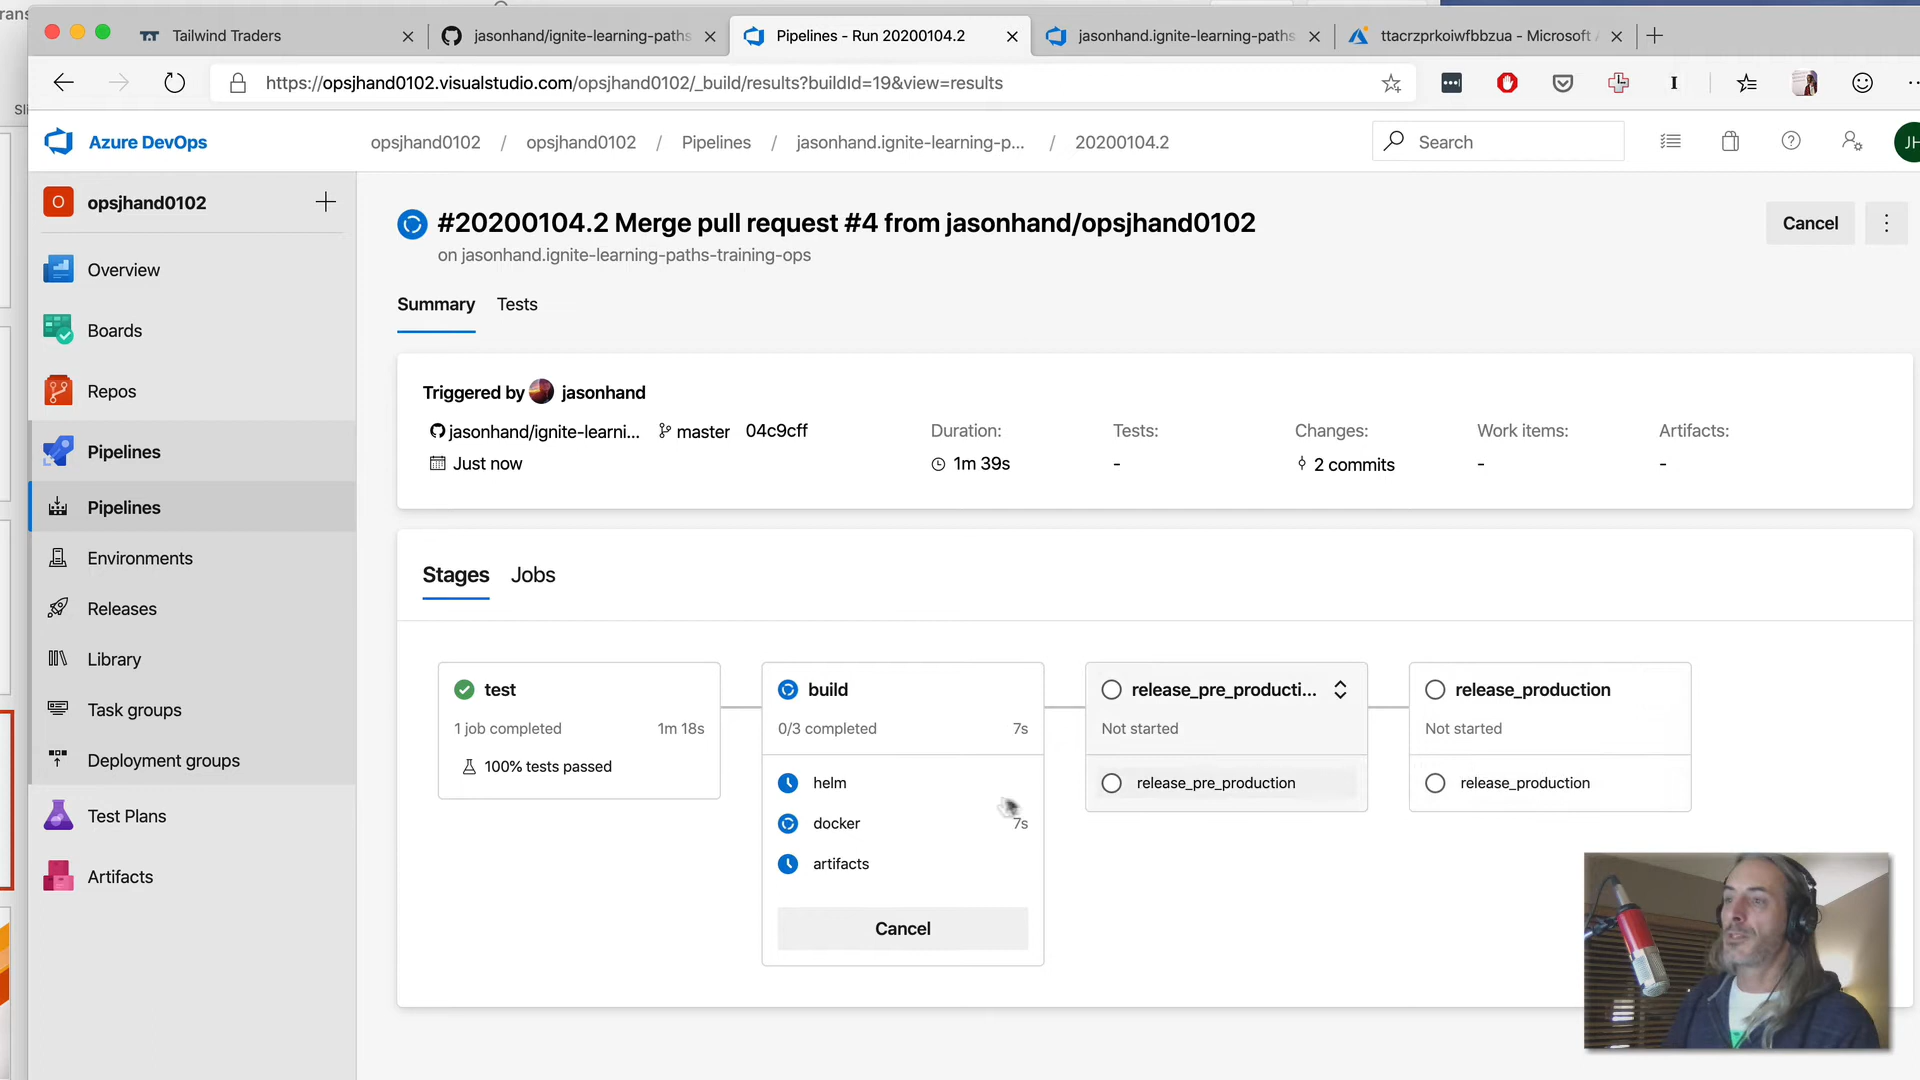 rans
Tailwind Traders
jasonhand/ignite-learning-paths
Pipelines - Run 20200104.2
jasonhand.ignite-learning-paths
ttacrzprkoiwfbbzua - Microsoft A
Sli
https://opsjhand0102.visualstudio.com/opsjhand0102/_build/results?buildId=19&view=results
Azure DevOps
opsjhand0102 / opsjhand0102 / Pipelines / jasonhand.ignite-learning-p... / 20200104.2
Search
JH
O opsjhand0102
Overview
Boards
Repos
Pipelines
Pipelines
Environments
Releases
Library
Task groups
Deployment groups
Test Plans
Artifacts
#20200104.2 Merge pull request #4 from jasonhand/opsjhand0102
on jasonhand.ignite-learning-paths-training-ops
Cancel
Summary Tests
Triggered by jasonhand
jasonhand/ignite-learni... master 04c9cff
Just now
Duration:
1m 39s
Tests:
-
Changes:
2 commits
Work items:
-
Artifacts:
-
Stages Jobs
test
1 job completed 1m 18s
100% tests passed
build
0/3 completed 7s
helm
docker 7s
artifacts
Cancel
release_pre_producti...
Not started
release_pre_production
release_production
Not started
release_production